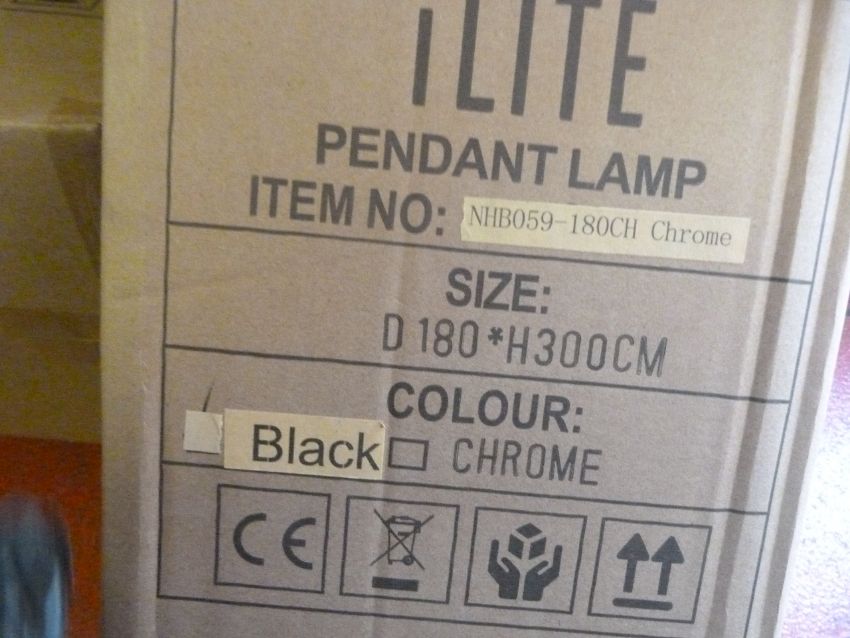 iLITE
PENDANT LAMP
ITEM NO: NHB059-180CH Chrome
SIZE:
D 180*H300CM
COLOUR:
Black CHROME
CE